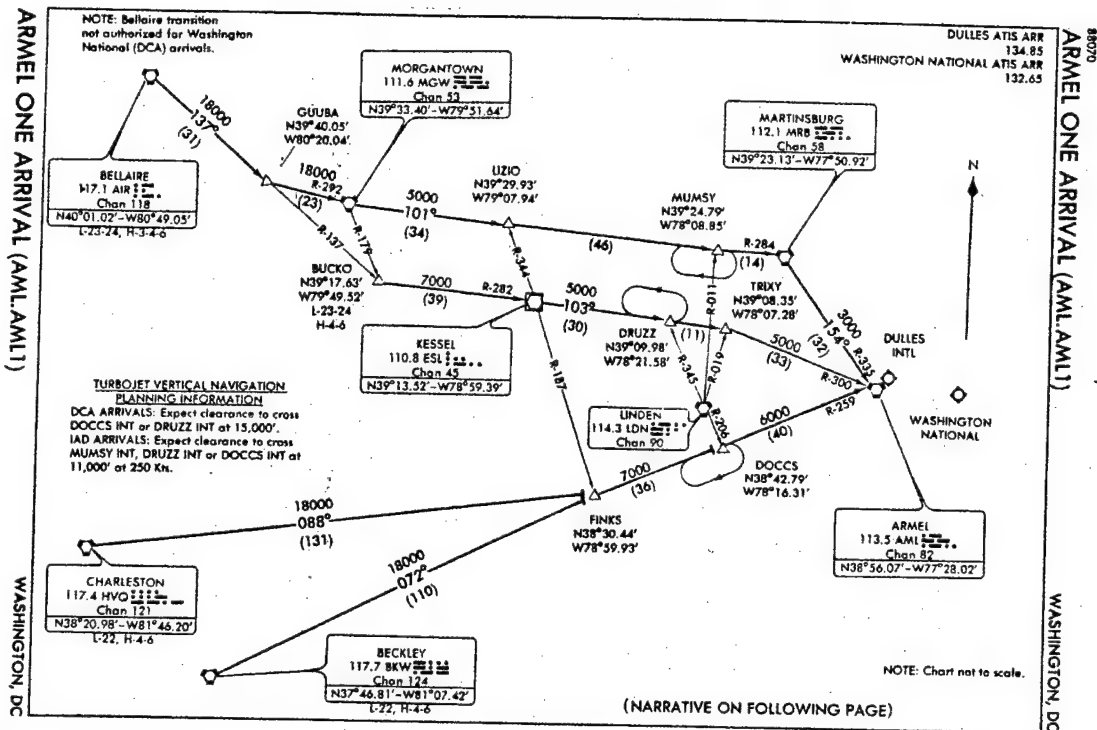 88070
ARMEL ONE ARRIVAL (AML.AML1)
WASHINGTON, DC
NOTE: Bellaire transition
not authorized for Washington
National (DCA) arrivals.
DULLES ATIS ARR
134.85
WASHINGTON NATIONAL ATIS ARR
132.65
MORGANTOWN
111.6 MGW
Chan 53
N39°33.40'-W79°51.64'
MARTINSBURG
112.1 MRB
Chan 58
N39°23.13'-W77°50.92'
N
18000
137°
(31)
GUUBA
N39°40.05'
W80°20.04'
BELLAIRE
117.1 AIR
Chan 118
N40°01.02'-W80°49.05'
L-23-24, H-3-4-6
18000
R-292
(23)
5000
101°
(34)
LIZIO
N39°29.93'
W79°07.94'
(46)
MUMSY
N39°24.79'
W78°08.85'
R-284
(14)
R-137
R-179
R-344
R-011
BUCKO
N39°17.63'
W79°49.52'
L-23-24
H-4-6
7000
(39)
R-282
5000
103°
(30)
TRIXY
N39°08.35'
W78°07.28'
3000
154°
(32)
R-335
DULLES
INTL
KESSEL
110.8 ESL
Chan 45
N39°13.52'-W78°59.39'
DRUZZ
N39°09.98'
W78°21.58'
(11)
5000
(33)
R-300
R-187
R-345
R-019
R-259
WASHINGTON
NATIONAL
TURBOJET VERTICAL NAVIGATION
PLANNING INFORMATION
DCA ARRIVALS: Expect clearance to cross
DOCCS INT or DRUZZ INT at 15,000'.
IAD ARRIVALS: Expect clearance to cross
MUMSY INT, DRUZZ INT or DOCCS INT at
11,000' at 250 Kts.
LINDEN
114.3 LDN
Chan 90
R-206
6000
(40)
7000
(36)
DOCCS
N38°42.79'
W78°16.31'
18000
088°
(131)
FINKS
N38°30.44'
W78°59.93'
ARMEL
113.5 AML
Chan 82
N38°56.07'-W77°28.02'
18000
072°
(110)
CHARLESTON
117.4 HVQ
Chan 121
N38°20.98'-W81°46.20'
L-22, H-4-6
BECKLEY
117.7 BKW
Chan 124
N37°46.81'-W81°07.42'
L-22, H-4-6
NOTE: Chart not to scale.
(NARRATIVE ON FOLLOWING PAGE)
ARMEL ONE ARRIVAL (AML.AML1)
WASHINGTON, DC